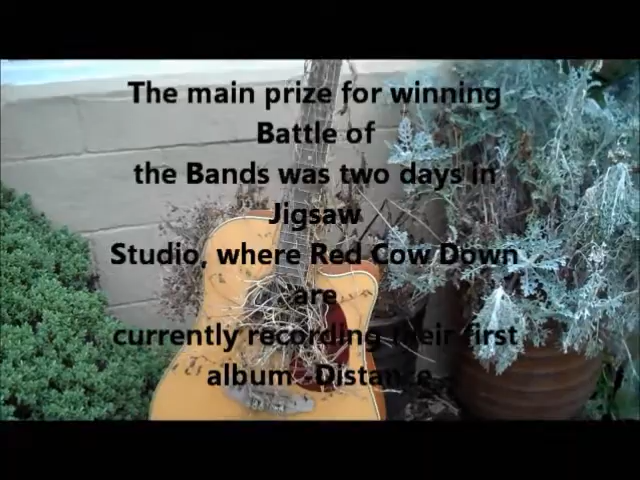 The main prize for winning
Battle of
the Bands was two days in
Jigsaw
Studio, where Red Cow Down
are
currently recording their first
album Distance